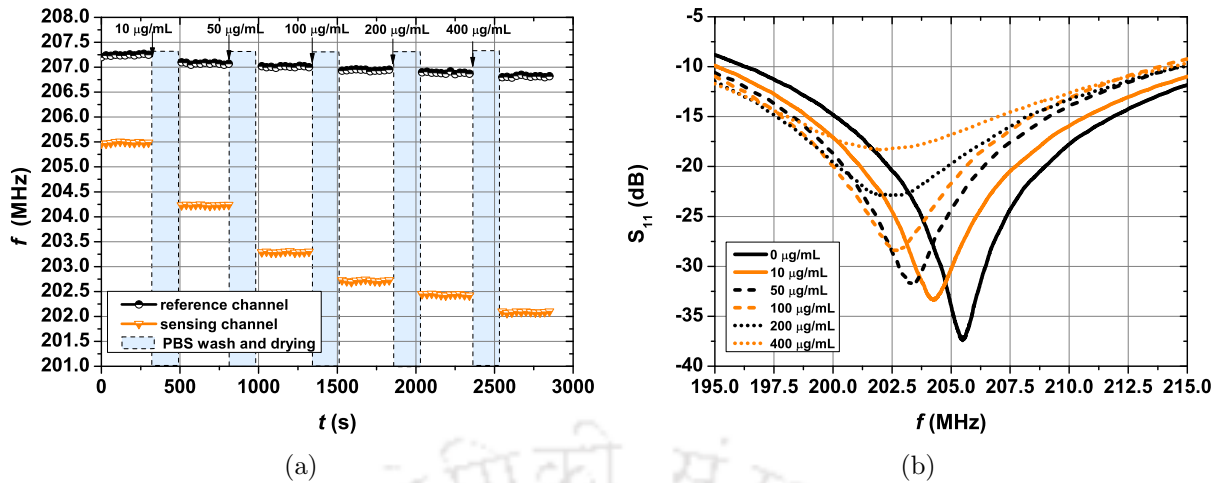 10 μg/mL 50 μg/mL 100 μg/mL 200 μg/mL 400 μg/mL
208.0
207.5
207.0
206.5
206.0
205.5
205.0
204.5
204.0
203.5
203.0
202.5
202.0
201.5
201.0
f (MHz)
reference channel
sensing channel
PBS wash and drying
0 500 1000 1500 2000 2500 3000
t (s)
(a)
-5
-10
-15
-20
-25
-30
-35
-40
S11 (dB)
0 μg/mL
10 μg/mL
50 μg/mL
100 μg/mL
200 μg/mL
400 μg/mL
195.0 197.5 200.0 202.5 205.0 207.5 210.0 212.5 215.0
f (MHz)
(b)